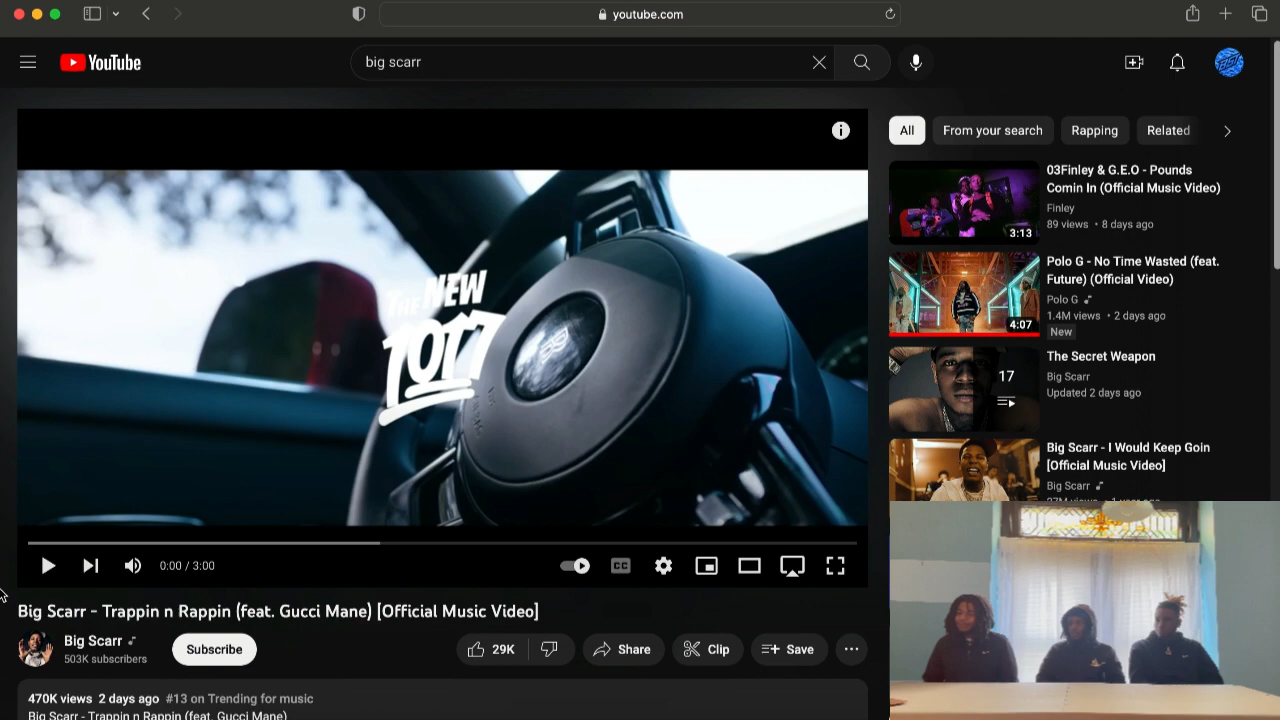 youtube.com
YouTube
big scarr
All
From your search
Rapping
Related
THE NEW
1017
0:00 / 3:00
CC
Big Scarr - Trappin n Rappin (feat. Gucci Mane) [Official Music Video]
Big Scarr
503K subscribers
Subscribe
29K
Share
Clip
Save
470K views 2 days ago #13 on Trending for music
Big Scarr - Trappin n Rappin (feat. Gucci Mane)
3:13
03Finley & G.E.O - Pounds
Comin In (Official Music Video)
Finley
89 views • 8 days ago
4:07
Polo G - No Time Wasted (feat.
Future) (Official Video)
Polo G
1.4M views • 2 days ago
New
17
The Secret Weapon
Big Scarr
Updated 2 days ago
Big Scarr - I Would Keep Goin
[Official Music Video]
Big Scarr